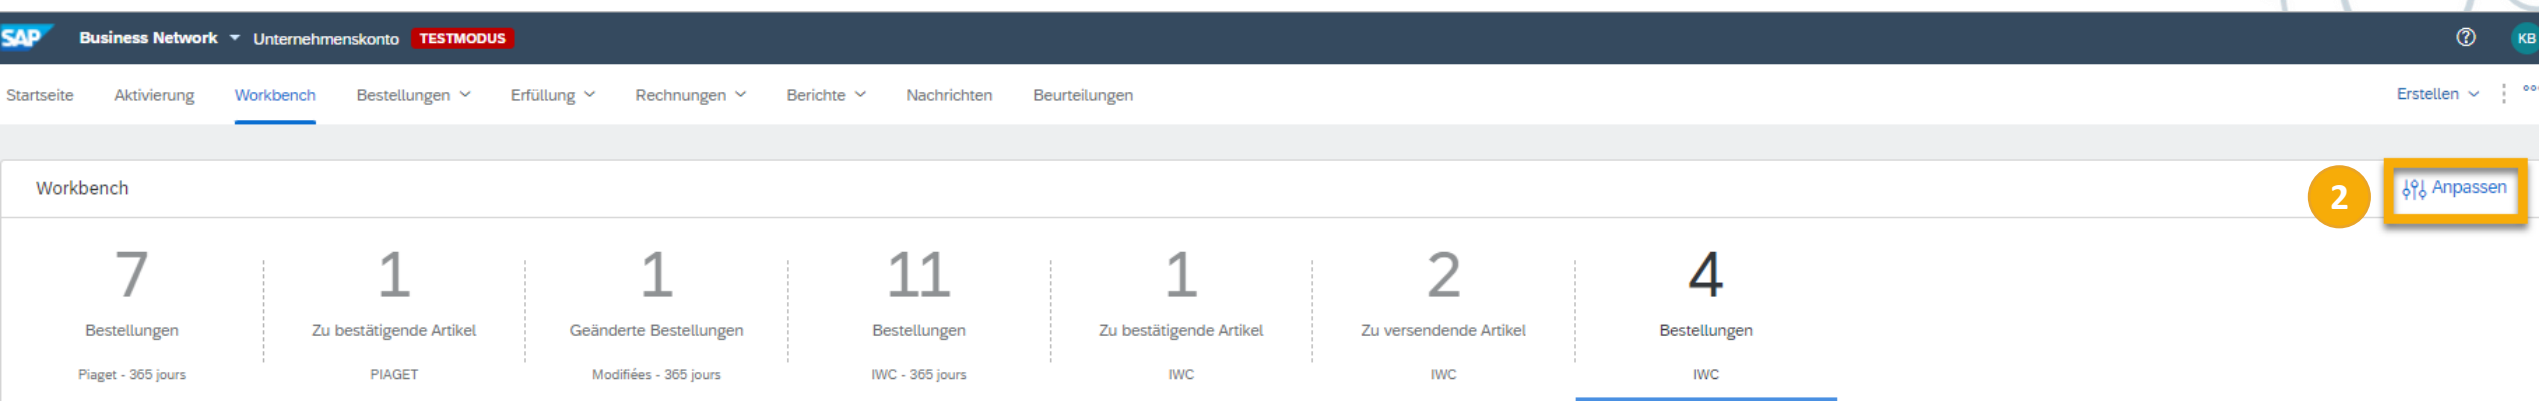 SAP Business Network Unternehmenskonto TESTMODUS KB
Startseite Aktivierung Workbench Bestellungen Erfüllung Rechnungen Berichte Nachrichten Beurteilungen Erstellen
Workbench 2 Anpassen
7 1 1 11 1 2 4
Bestellungen Zu bestätigende Artikel Geänderte Bestellungen Bestellungen Zu bestätigende Artikel Zu versendende Artikel Bestellungen
Piaget - 365 jours PIAGET Modifiées - 365 jours IWC - 365 jours IWC IWC IWC